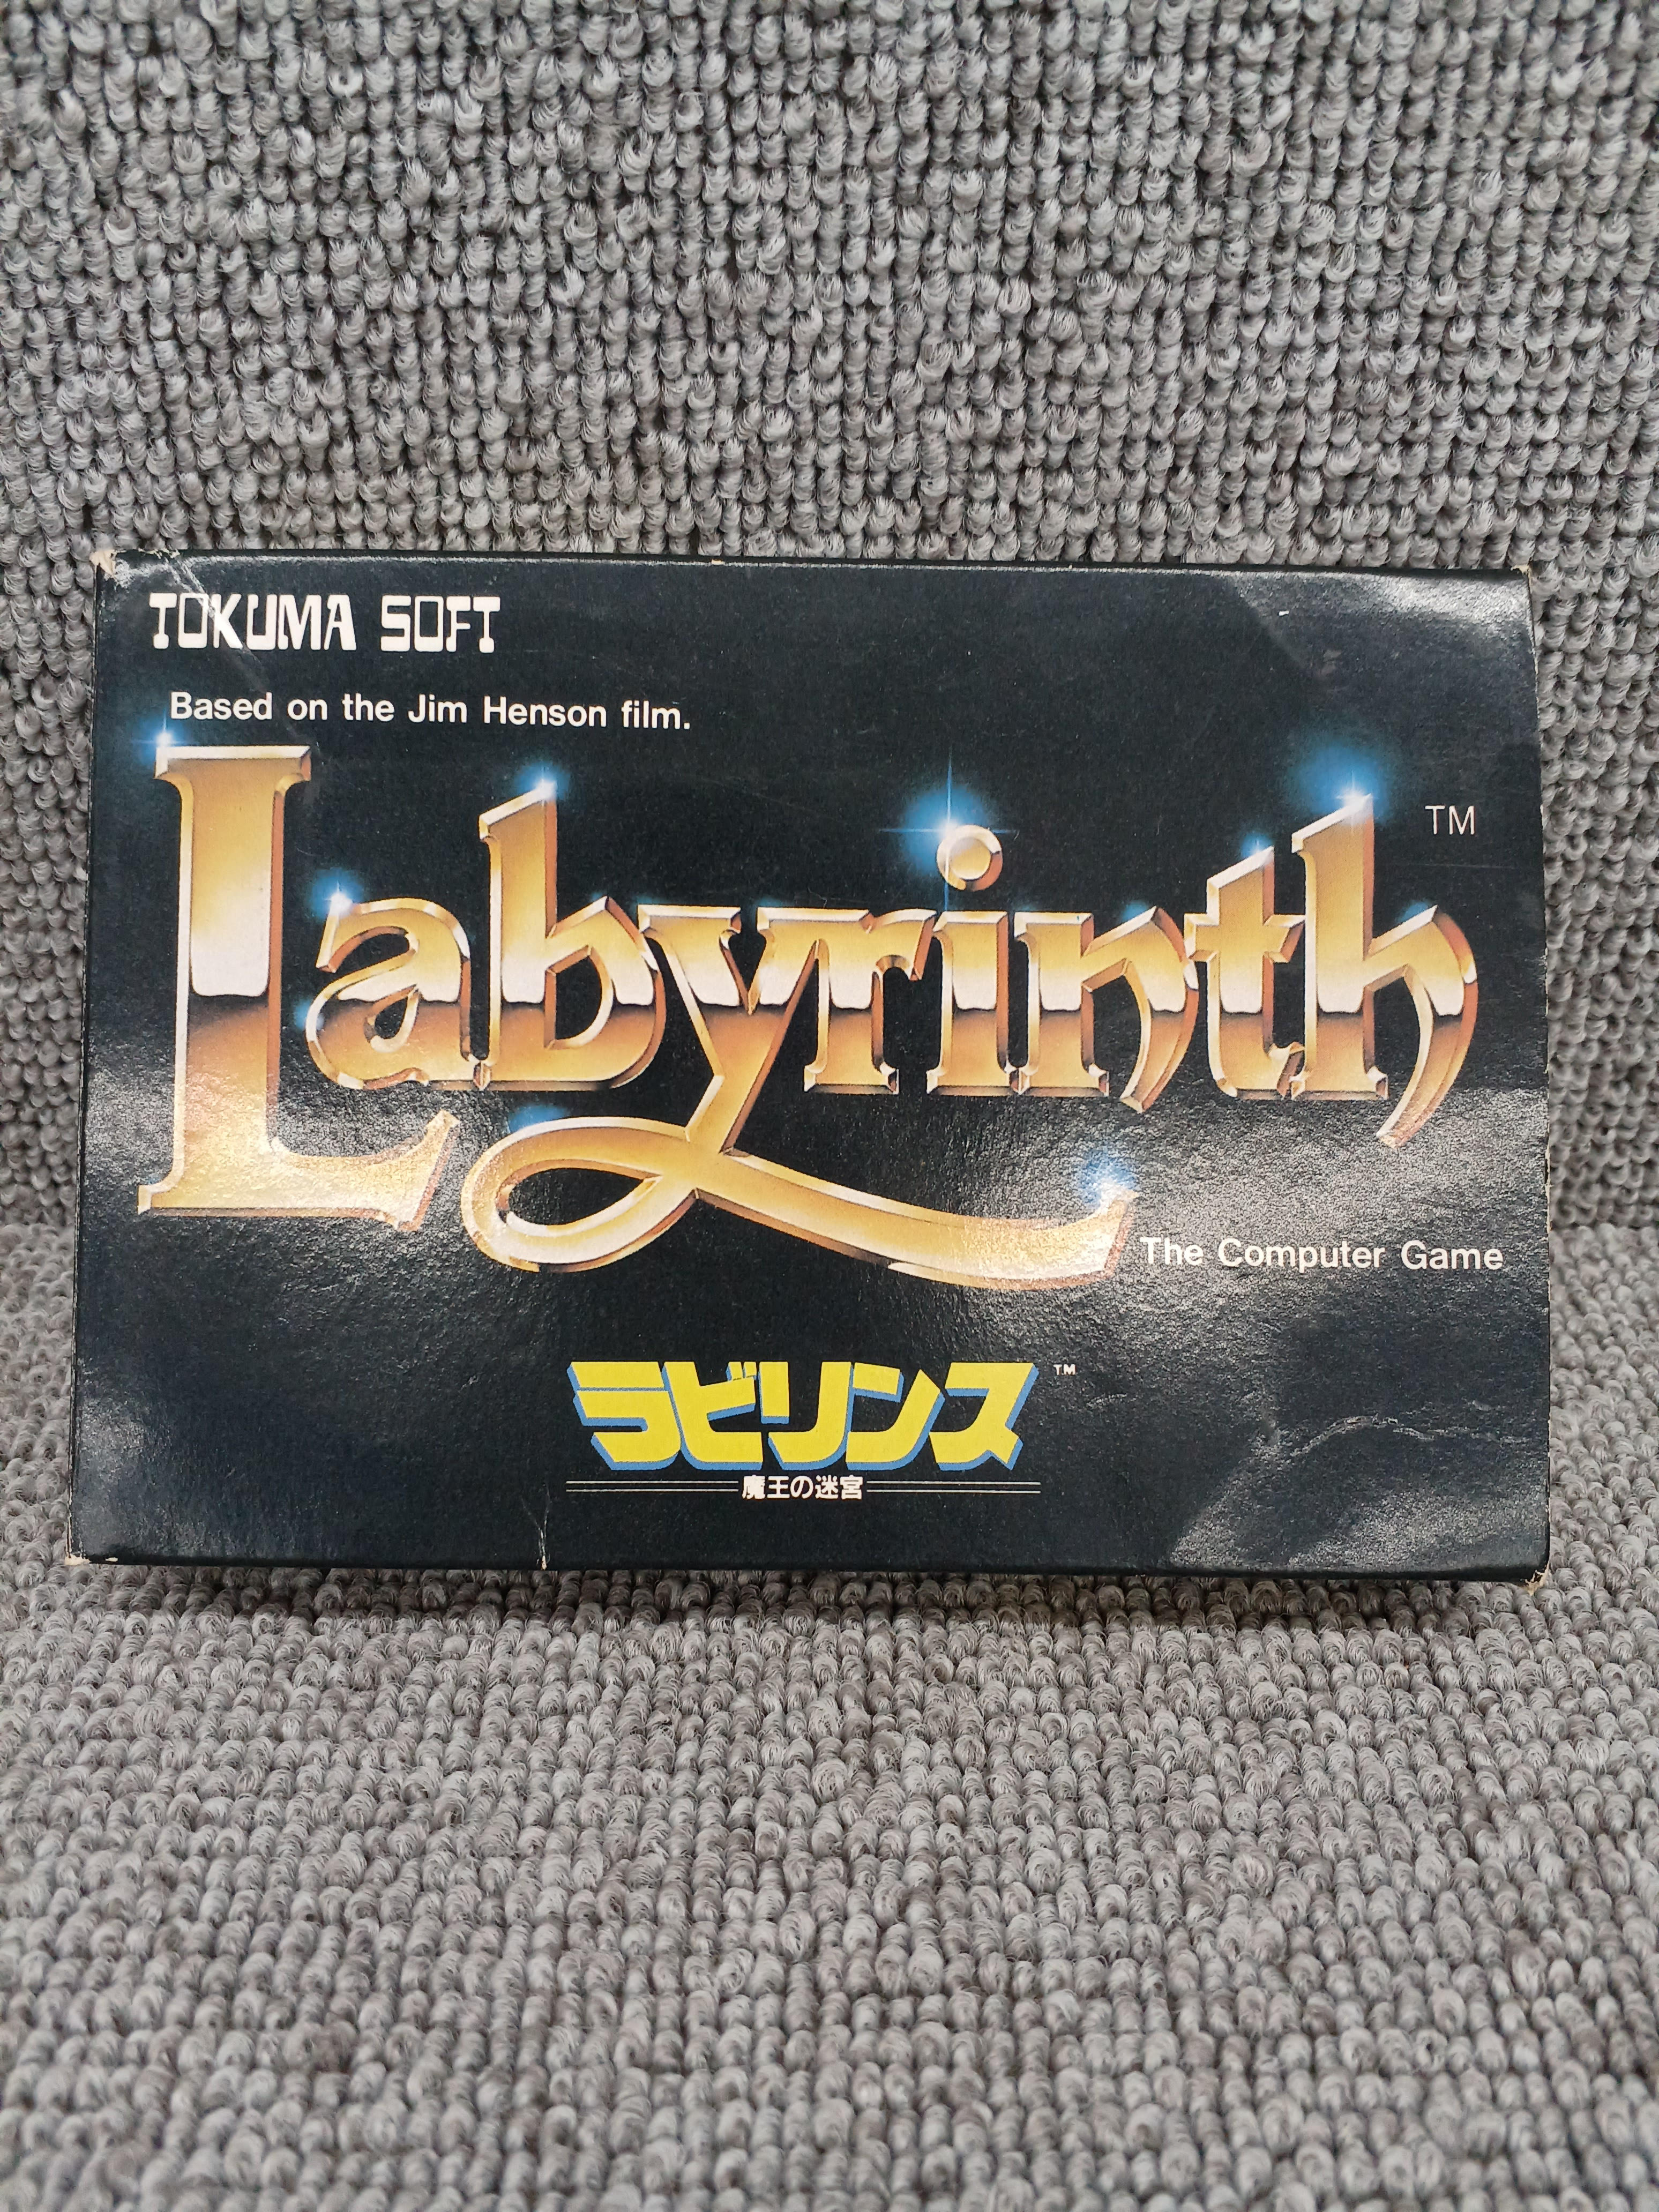 TOKUMA SOFT
Based on the Jim Henson film.
Labyrinth TM
The Computer Game
ラビリンス TM
魔王の迷宮